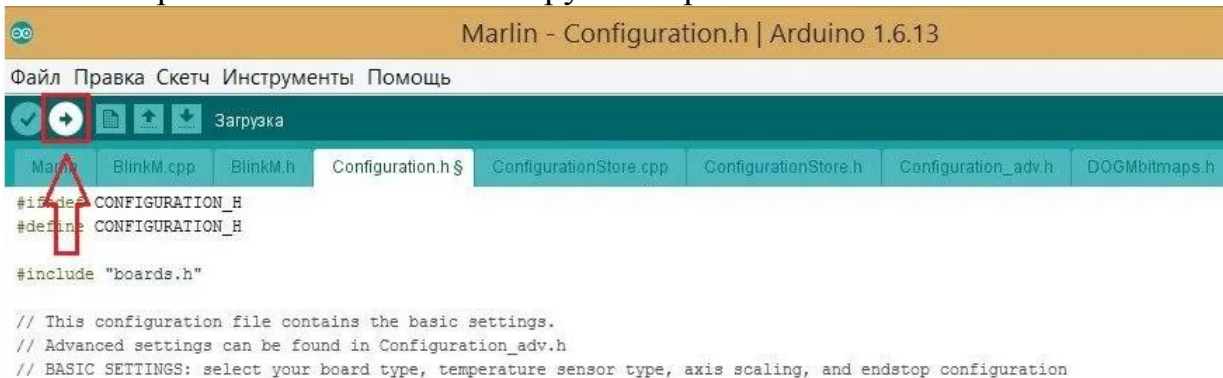 Marlin - Configuration.h | Arduino 1.6.13
Файл Правка Скетч Инструменты Помощь
Загрузка
BlinkM.cpp BlinkM.h Configuration.h § ConfigurationStore.cpp ConfigurationStore.h Configuration_adv.h DOGMbitmaps.h
CONFIGURATION_H
#define CONFIGURATION_H
#include "boards.h"
// This configuration file contains the basic settings.
// Advanced settings can be found in Configuration_adv.h
// BASIC SETTINGS: select your board type, temperature sensor type, axis scaling, and endstop configuration